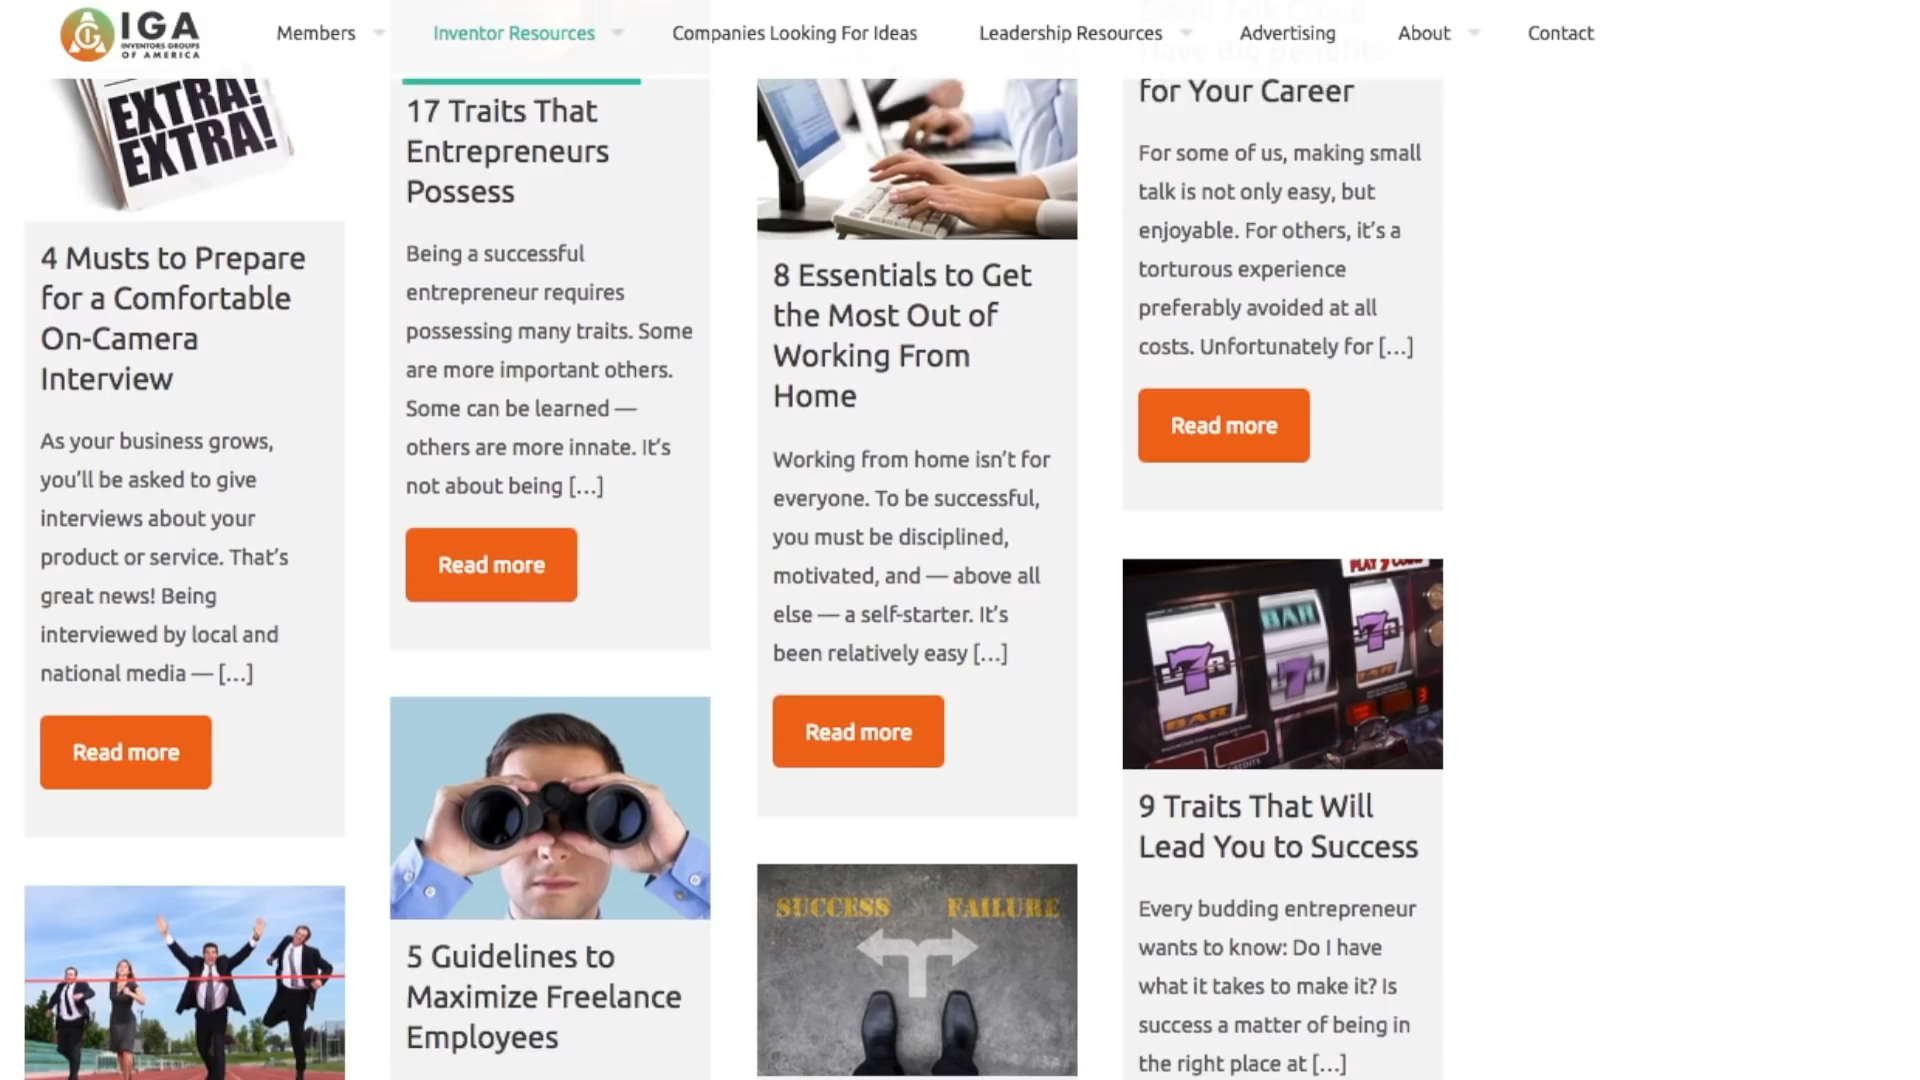 IGA
INVENTORS GROUPS
OF AMERICA
Members
Inventor Resources
Companies Looking For Ideas
Leadership Resources
Advertising
About
Contact
EXTRA!
EXTRA!
4 Musts to Prepare
for a Comfortable
On-Camera
Interview
As your business grows,
you’ll be asked to give
interviews about your
product or service. That’s
great news! Being
interviewed by local and
national media — […]
Read more
17 Traits That
Entrepreneurs
Possess
Being a successful
entrepreneur requires
possessing many traits. Some
are more important others.
Some can be learned —
others are more innate. It’s
not about being […]
Read more
5 Guidelines to
Maximize Freelance
Employees
8 Essentials to Get
the Most Out of
Working From
Home
Working from home isn’t for
everyone. To be successful,
you must be disciplined,
motivated, and — above all
else — a self-starter. It’s
been relatively easy […]
Read more
SUCCESS FAILURE
Small Talk Could
Have Big Benefits
for Your Career
For some of us, making small
talk is not only easy, but
enjoyable. For others, it’s a
torturous experience
preferably avoided at all
costs. Unfortunately for […]
Read more
BAR
7
7
7
BAR
BAR
9 Traits That Will
Lead You to Success
Every budding entrepreneur
wants to know: Do I have
what it takes to make it? Is
success a matter of being in
the right place at […]